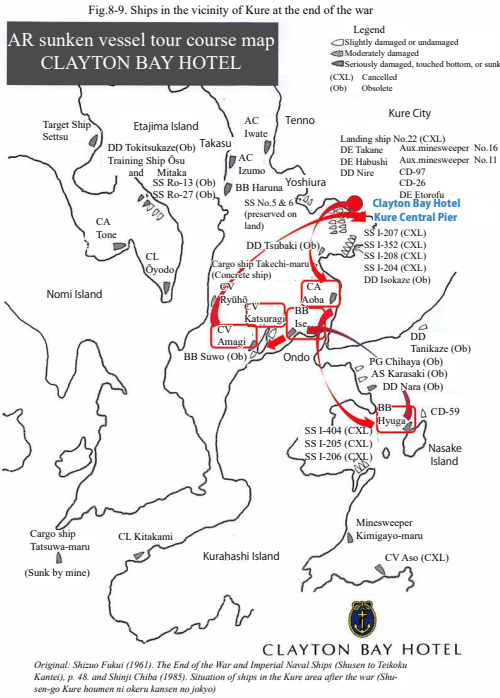 Fig.8-9. Ships in the vicinity of Kure at the end of the war
AR sunken vessel tour course map
CLAYTON BAY HOTEL
Legend
Slightly damaged or undamaged
Moderately damaged
Seriously damaged, touched bottom, or sunk
(CXL) Cancelled
(Ob) Obsolete
Kure City
Target Ship
Settsu
Etajima Island
DD Tokitsukaze(Ob)
Training Ship Ōsu
and Mitaka
SS Ro-13 (Ob)
SS Ro-27 (Ob)
Takasu
AC
Iwate
Tenno
AC
Izumo
BB Haruna
Yoshiura
SS No.5 & 6
(preserved on
land)
Landing ship No.22 (CXL)
DE Takane
DE Habushi
DD Nire
Aux.minesweeper No.16
Aux.minesweeper No.11
CD-97
CD-26
DE Etorofu
Clayton Bay Hotel
Kure Central Pier
SS I-207 (CXL)
SS I-352 (CXL)
SS I-208 (CXL)
SS I-204 (CXL)
DD Isokaze (Ob)
CA
Tone
CL
Ōyodo
DD Tsubaki (Ob)
Cargo ship Takechi-maru
(Concrete ship)
CV
Ryūhō
CV
Katsuragi
CA
Aoba
BB
Ise
CV
Amagi
BB Suwo (Ob)
Ondo
Nomi Island
DD
Tanikaze (Ob)
PG Chihaya (Ob)
AS Karasaki (Ob)
DD Nara (Ob)
BB
Hyuga
CD-59
SS I-404 (CXL)
SS I-205 (CXL)
SS I-206 (CXL)
Nasake
Island
Cargo ship
Tatsuwa-maru
(Sunk by mine)
CL Kitakami
Kurahashi Island
Minesweeper
Kimigayo-maru
CV Aso (CXL)
CLAYTON BAY HOTEL
Original: Shizuo Fukui (1961). The End of the War and Imperial Naval Ships (Shusen to Teikoku
Kantei), p. 48. and Shinji Chiba (1985). Situation of ships in the Kure area after the war (Shu-
sen-go Kure houmen ni okeru kansen no jokyo)